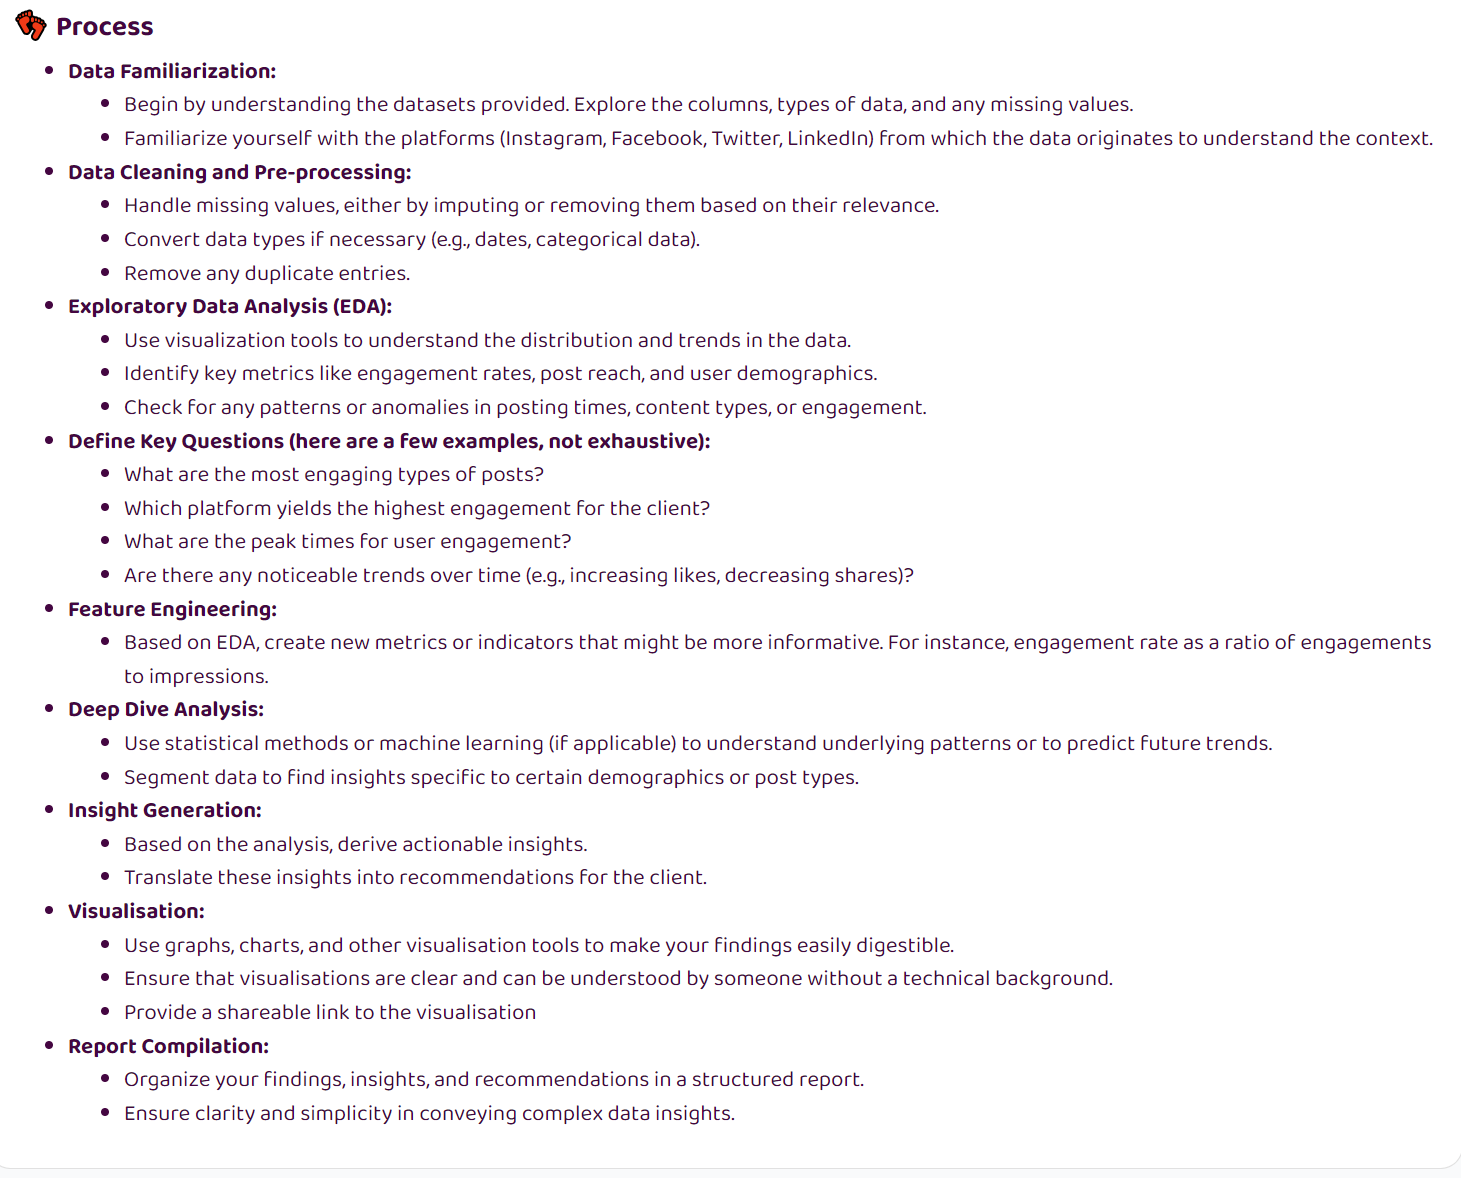 Process
Data Familiarization:
Begin by understanding the datasets provided. Explore the columns, types of data, and any missing values.
Familiarize yourself with the platforms (Instagram, Facebook, Twitter, LinkedIn) from which the data originates to understand the context.
Data Cleaning and Pre-processing:
Handle missing values, either by imputing or removing them based on their relevance.
Convert data types if necessary (e.g., dates, categorical data).
Remove any duplicate entries.
Exploratory Data Analysis (EDA):
Use visualization tools to understand the distribution and trends in the data.
Identify key metrics like engagement rates, post reach, and user demographics.
Check for any patterns or anomalies in posting times, content types, or engagement.
Define Key Questions (here are a few examples, not exhaustive):
What are the most engaging types of posts?
Which platform yields the highest engagement for the client?
What are the peak times for user engagement?
Are there any noticeable trends over time (e.g., increasing likes, decreasing shares)?
Feature Engineering:
Based on EDA, create new metrics or indicators that might be more informative. For instance, engagement rate as a ratio of engagements
to impressions.
Deep Dive Analysis:
Use statistical methods or machine learning (if applicable) to understand underlying patterns or to predict future trends.
Segment data to find insights specific to certain demographics or post types.
Insight Generation:
Based on the analysis, derive actionable insights.
Translate these insights into recommendations for the client.
Visualisation:
Use graphs, charts, and other visualisation tools to make your findings easily digestible.
Ensure that visualisations are clear and can be understood by someone without a technical background.
Provide a shareable link to the visualisation
Report Compilation:
Organize your findings, insights, and recommendations in a structured report.
Ensure clarity and simplicity in conveying complex data insights.